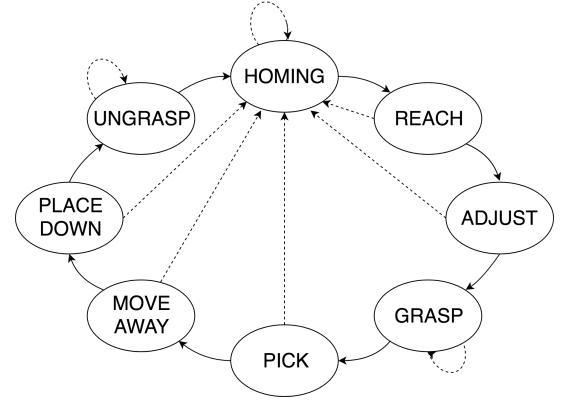 HOMING
UNGRASP
REACH
PLACE
DOWN
ADJUST
MOVE
AWAY
GRASP
PICK